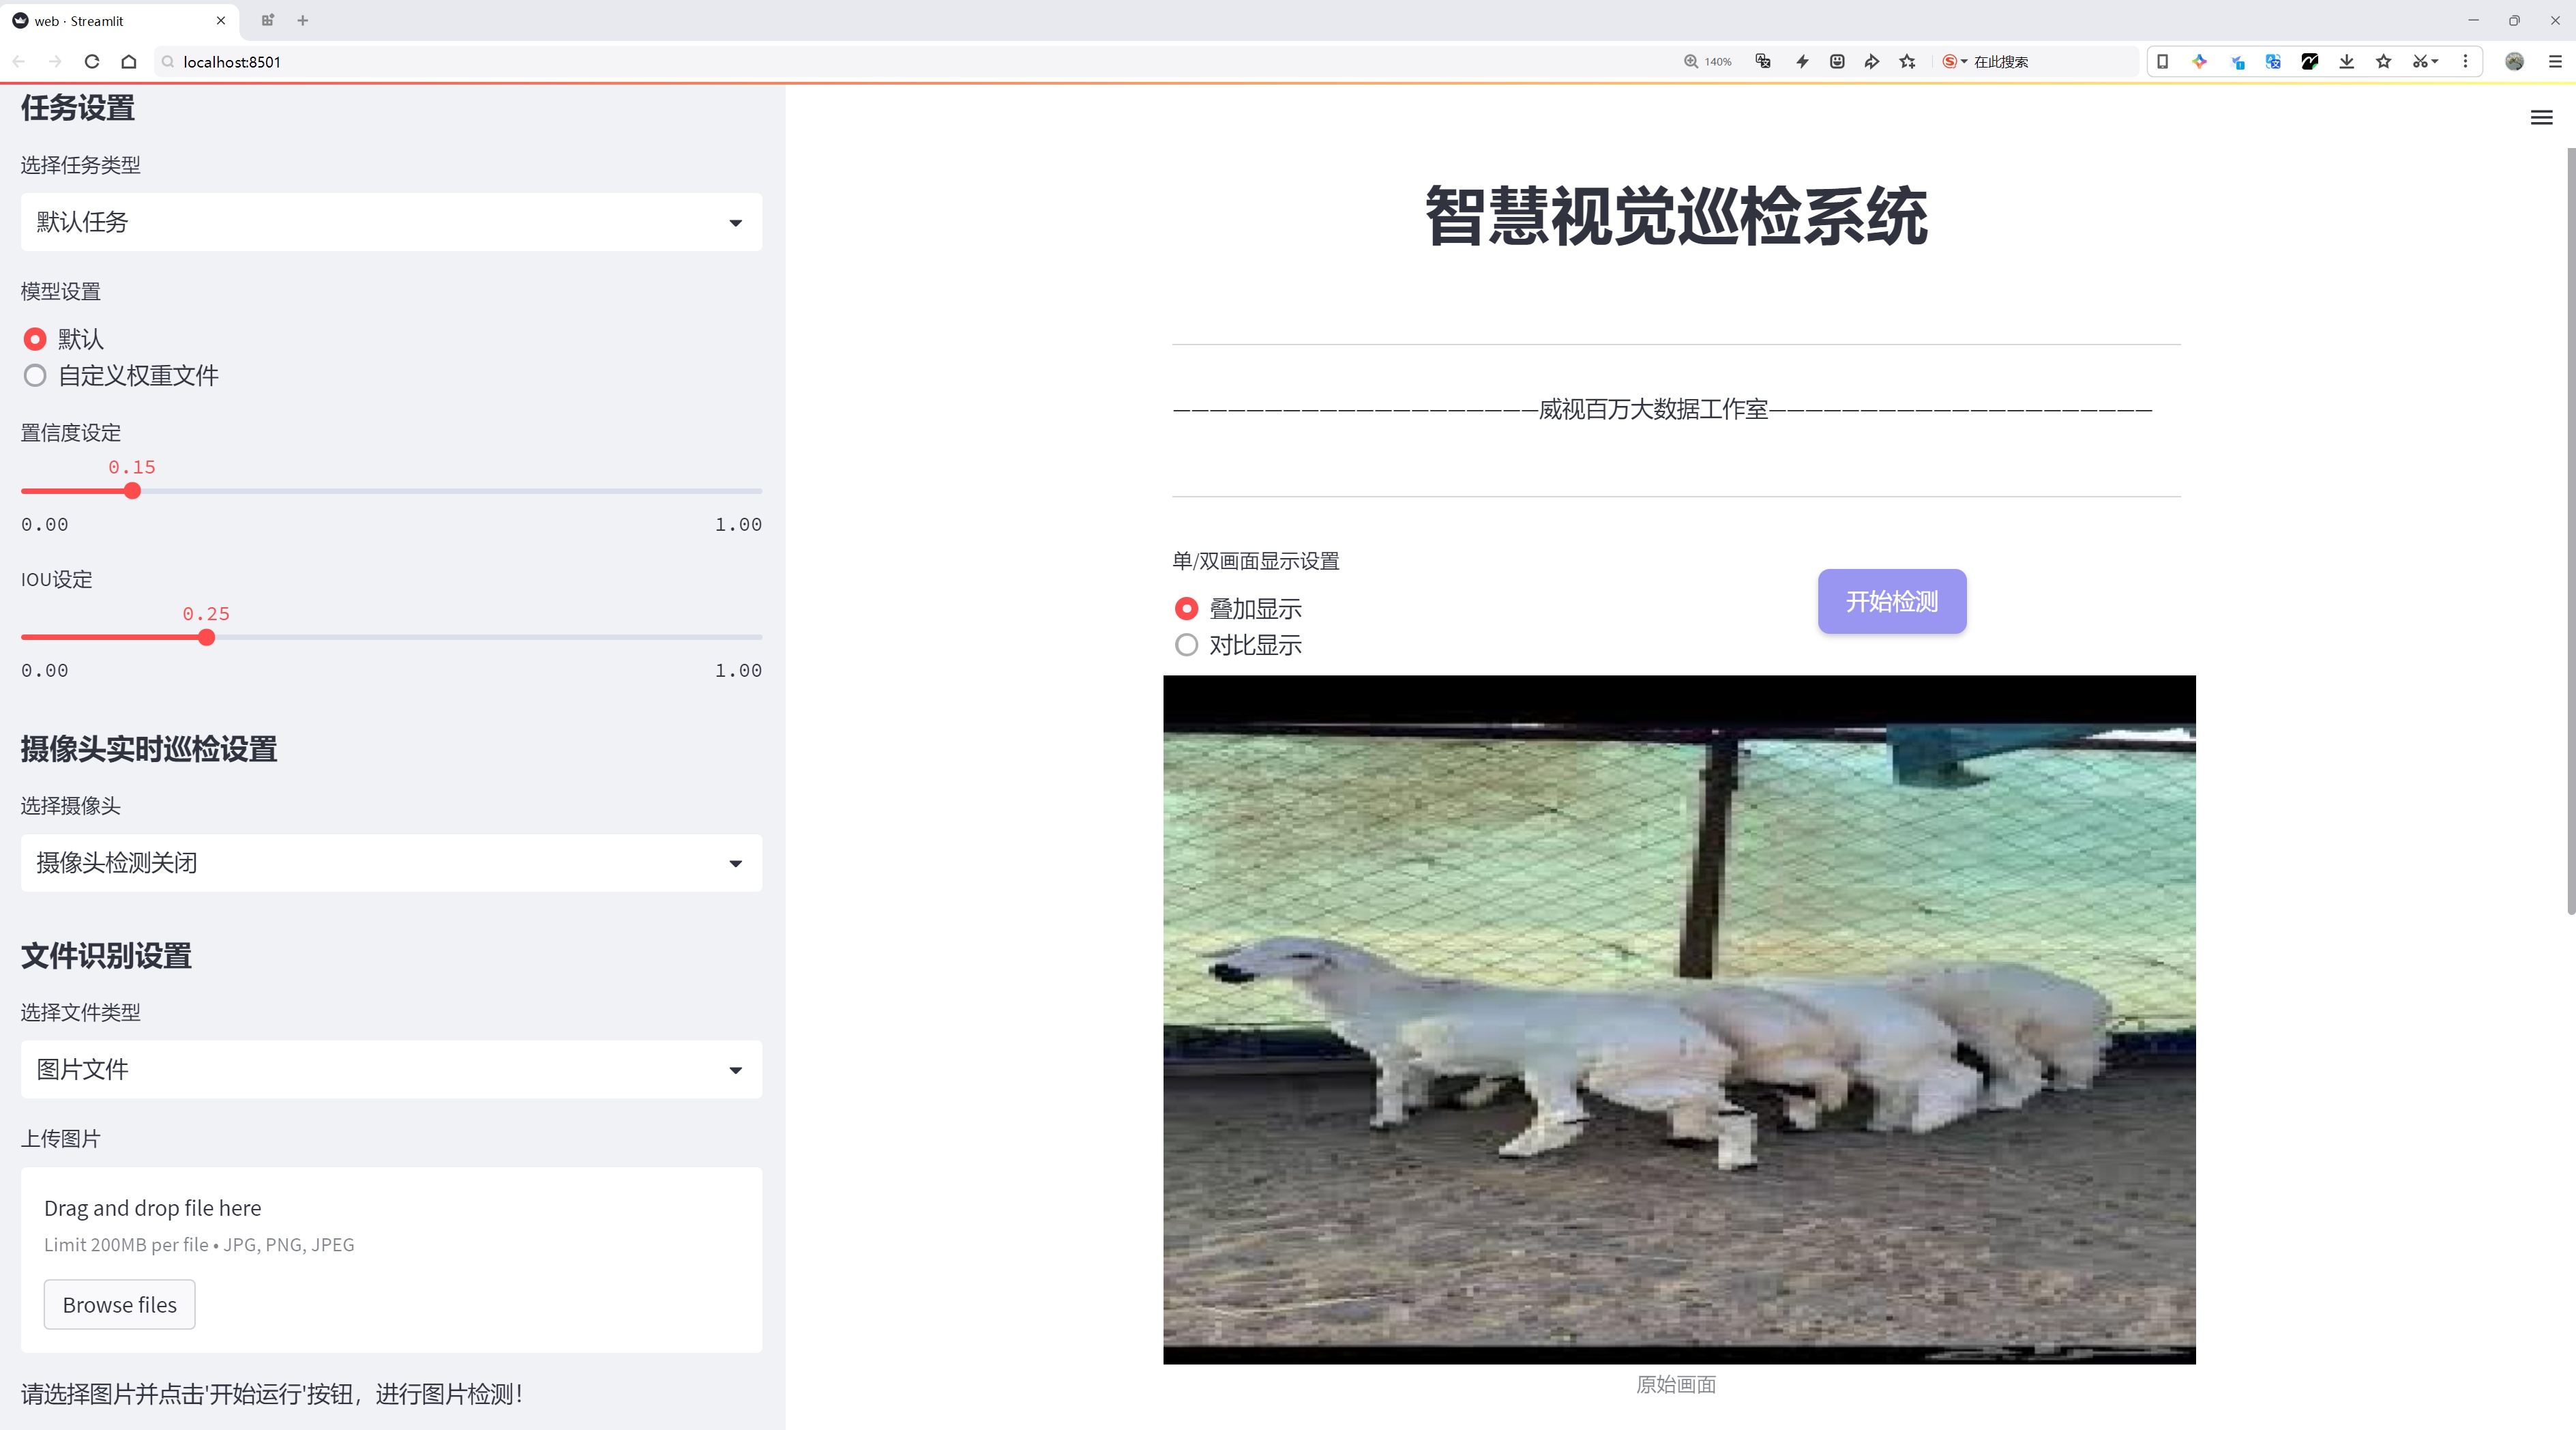 web · Streamlit
localhost:8501
140%
在此搜索
任务设置
选择任务类型
默认任务
模型设置
默认
自定义权重文件
置信度设定
0.15
0.00 1.00
IOU设定
0.25
0.00 1.00
摄像头实时巡检设置
选择摄像头
摄像头检测关闭
文件识别设置
选择文件类型
图片文件
上传图片
Drag and drop file here
Limit 200MB per file • JPG, PNG, JPEG
Browse files
请选择图片并点击'开始运行'按钮，进行图片检测！
智慧视觉巡检系统
————————————————————威视百万大数据工作室—————————————————————
单/双画面显示设置
叠加显示
对比显示
开始检测
原始画面